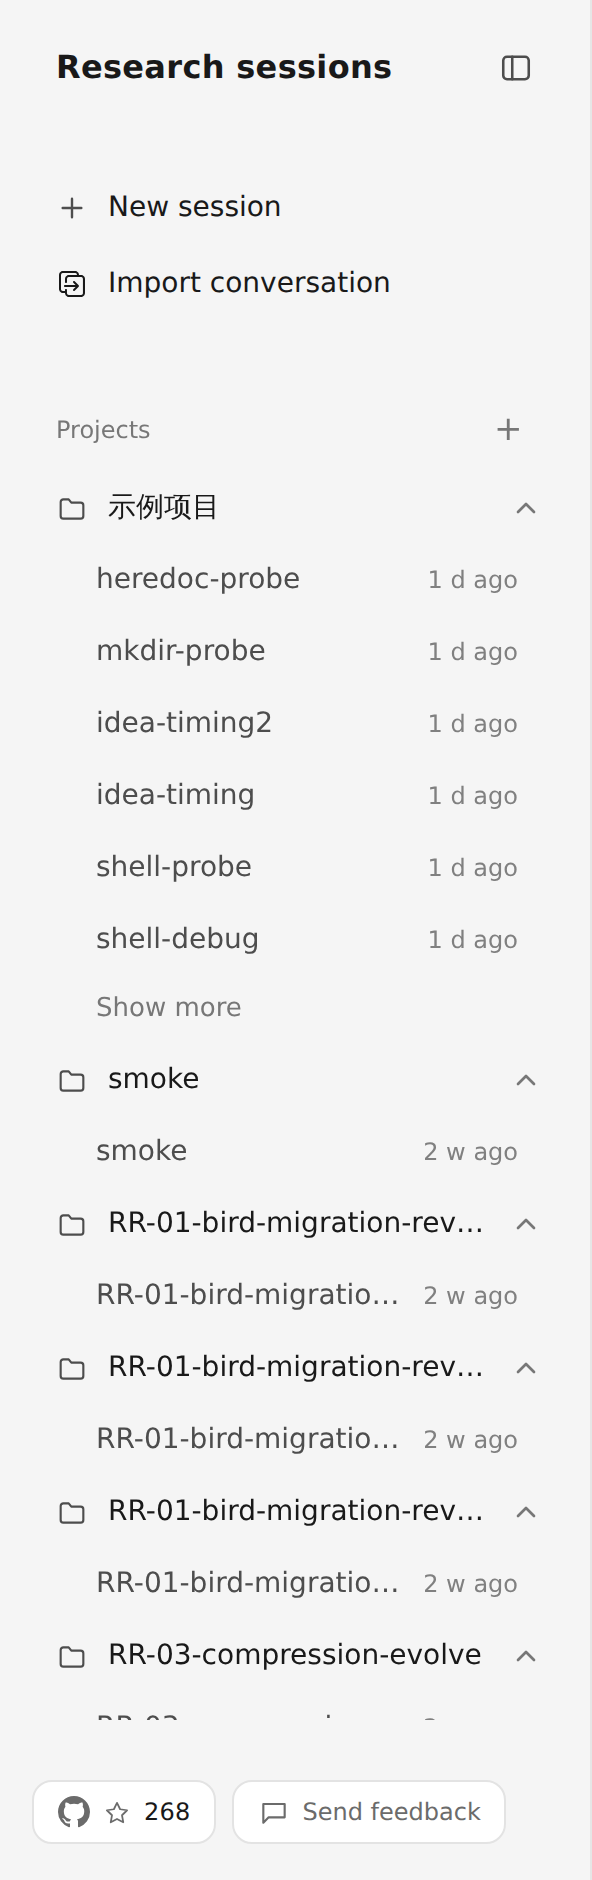 Research sessions
New session
Import conversation
Projects
示例项目
heredoc-probe 1 d ago
mkdir-probe 1 d ago
idea-timing2 1 d ago
idea-timing 1 d ago
shell-probe 1 d ago
shell-debug 1 d ago
Show more
smoke
smoke 2 w ago
RR-01-bird-migration-rev...
RR-01-bird-migratio... 2 w ago
RR-01-bird-migration-rev...
RR-01-bird-migratio... 2 w ago
RR-01-bird-migration-rev...
RR-01-bird-migratio... 2 w ago
RR-03-compression-evolve
268 Send feedback